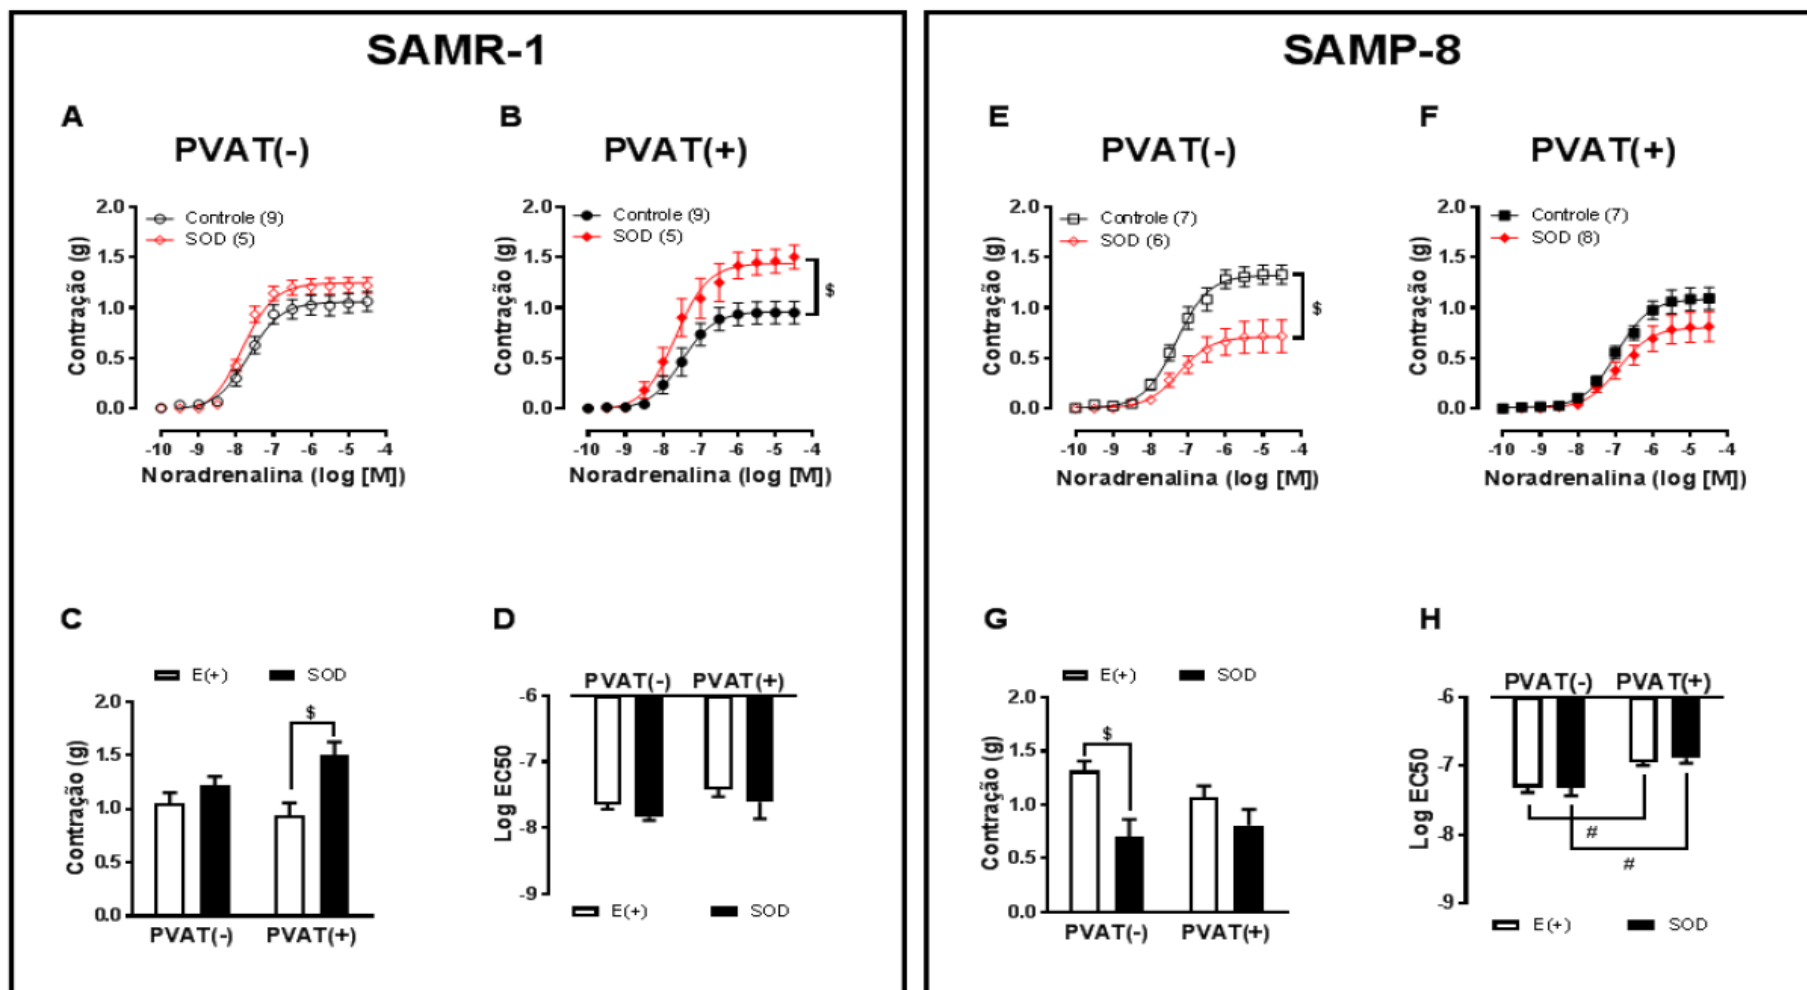 SAMR-1
A
PVAT(-)
Controle (9)
SOD (5)
Contração (g)
2.0
1.5
1.0
0.5
0.0
-10 -9 -8 -7 -6 -5 -4
Noradrenalina (log [M])
B
PVAT(+)
Controle (9)
SOD (5)
Contração (g)
2.0
1.5
1.0
0.5
0.0
$
-10 -9 -8 -7 -6 -5 -4
Noradrenalina (log [M])
C
E(+) SOD
Contração (g)
2.0
1.5
1.0
0.5
0.0
$
PVAT(-) PVAT(+)
D
PVAT(-) PVAT(+)
Log EC50
-6
-7
-8
-9
E(+) SOD
SAMP-8
E
PVAT(-)
Controle (7)
SOD (6)
Contração (g)
2.0
1.5
1.0
0.5
0.0
$
-10 -9 -8 -7 -6 -5 -4
Noradrenalina (log [M])
F
PVAT(+)
Controle (7)
SOD (8)
Contração (g)
2.0
1.5
1.0
0.5
0.0
-10 -9 -8 -7 -6 -5 -4
Noradrenalina (log [M])
G
E(+) SOD
Contração (g)
2.0
1.5
1.0
0.5
0.0
$
PVAT(-) PVAT(+)
H
PVAT(-) PVAT(+)
Log EC50
-6
-7
-8
-9
#
#
E(+) SOD